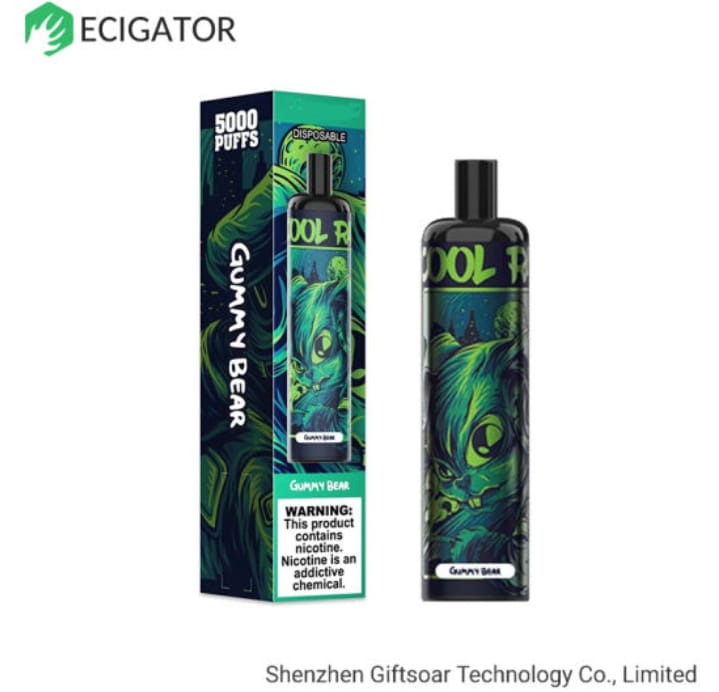 ECIGATOR
5000
PUFFS
GUMMY BEAR
DISPOSABLE
OOL R
GUMMY BEAR
GUMMY BEAR
WARNING:
This product
contains
nicotine.
Nicotine is an
addictive
chemical.
OOL R
GUMMY BEAR
Shenzhen Giftsoar Technology Co., Limited